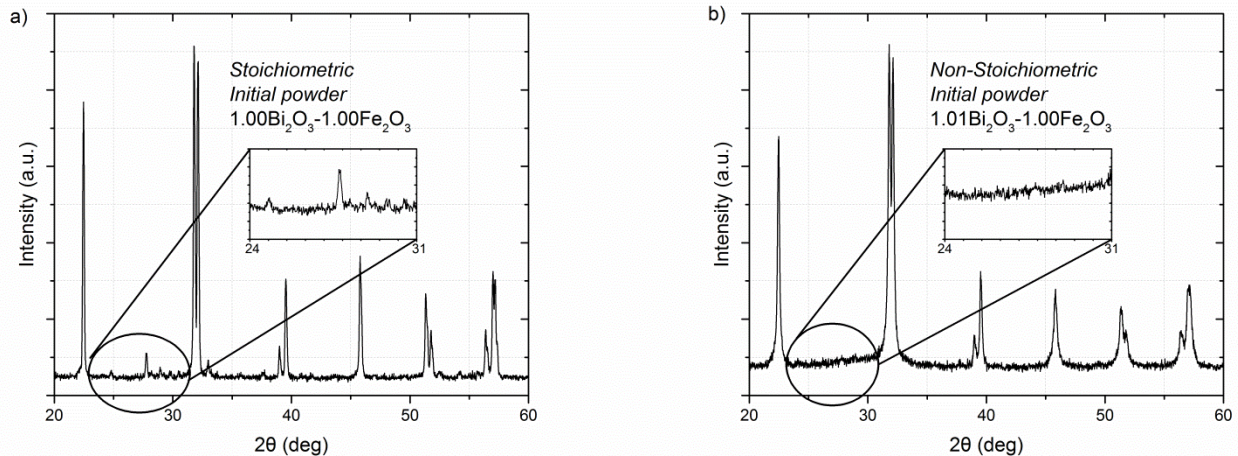 a)
Stoichiometric
Initial powder
1.00Bi₂O₃-1.00Fe₂O₃
24
31
Intensity (a.u.)
20
30
40
50
60
2θ (deg)
b)
Non-Stoichiometric
Initial powder
1.01Bi₂O₃-1.00Fe₂O₃
24
31
Intensity (a.u.)
20
30
40
50
60
2θ (deg)